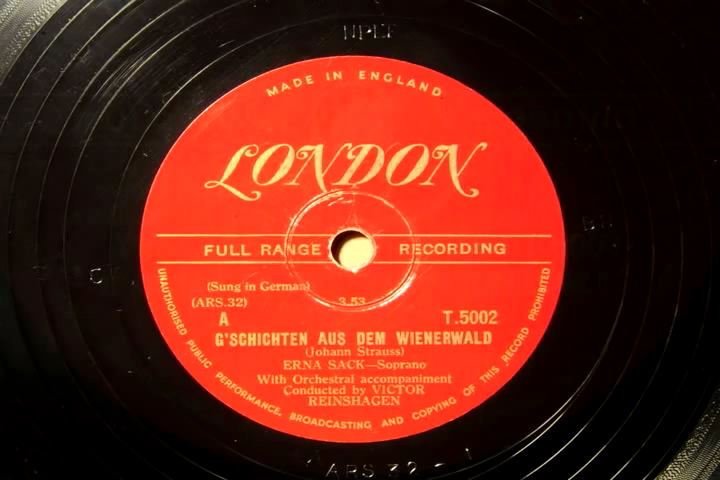 MADE IN ENGLAND
LONDON
FULL RANGE RECORDING
(Sung in German)
3.53
(ARS.32)
A
T.5002
G'SCHICHTEN AUS DEM WIENERWALD
(Johann Strauss)
ERNA SACK—Soprano
With Orchestral accompaniment
Conducted by VICTOR
REINSHAGEN
UNAUTHORISED PUBLIC PERFORMANCE, BROADCASTING AND COPYING OF THIS RECORD PROHIBITED
ARS 32